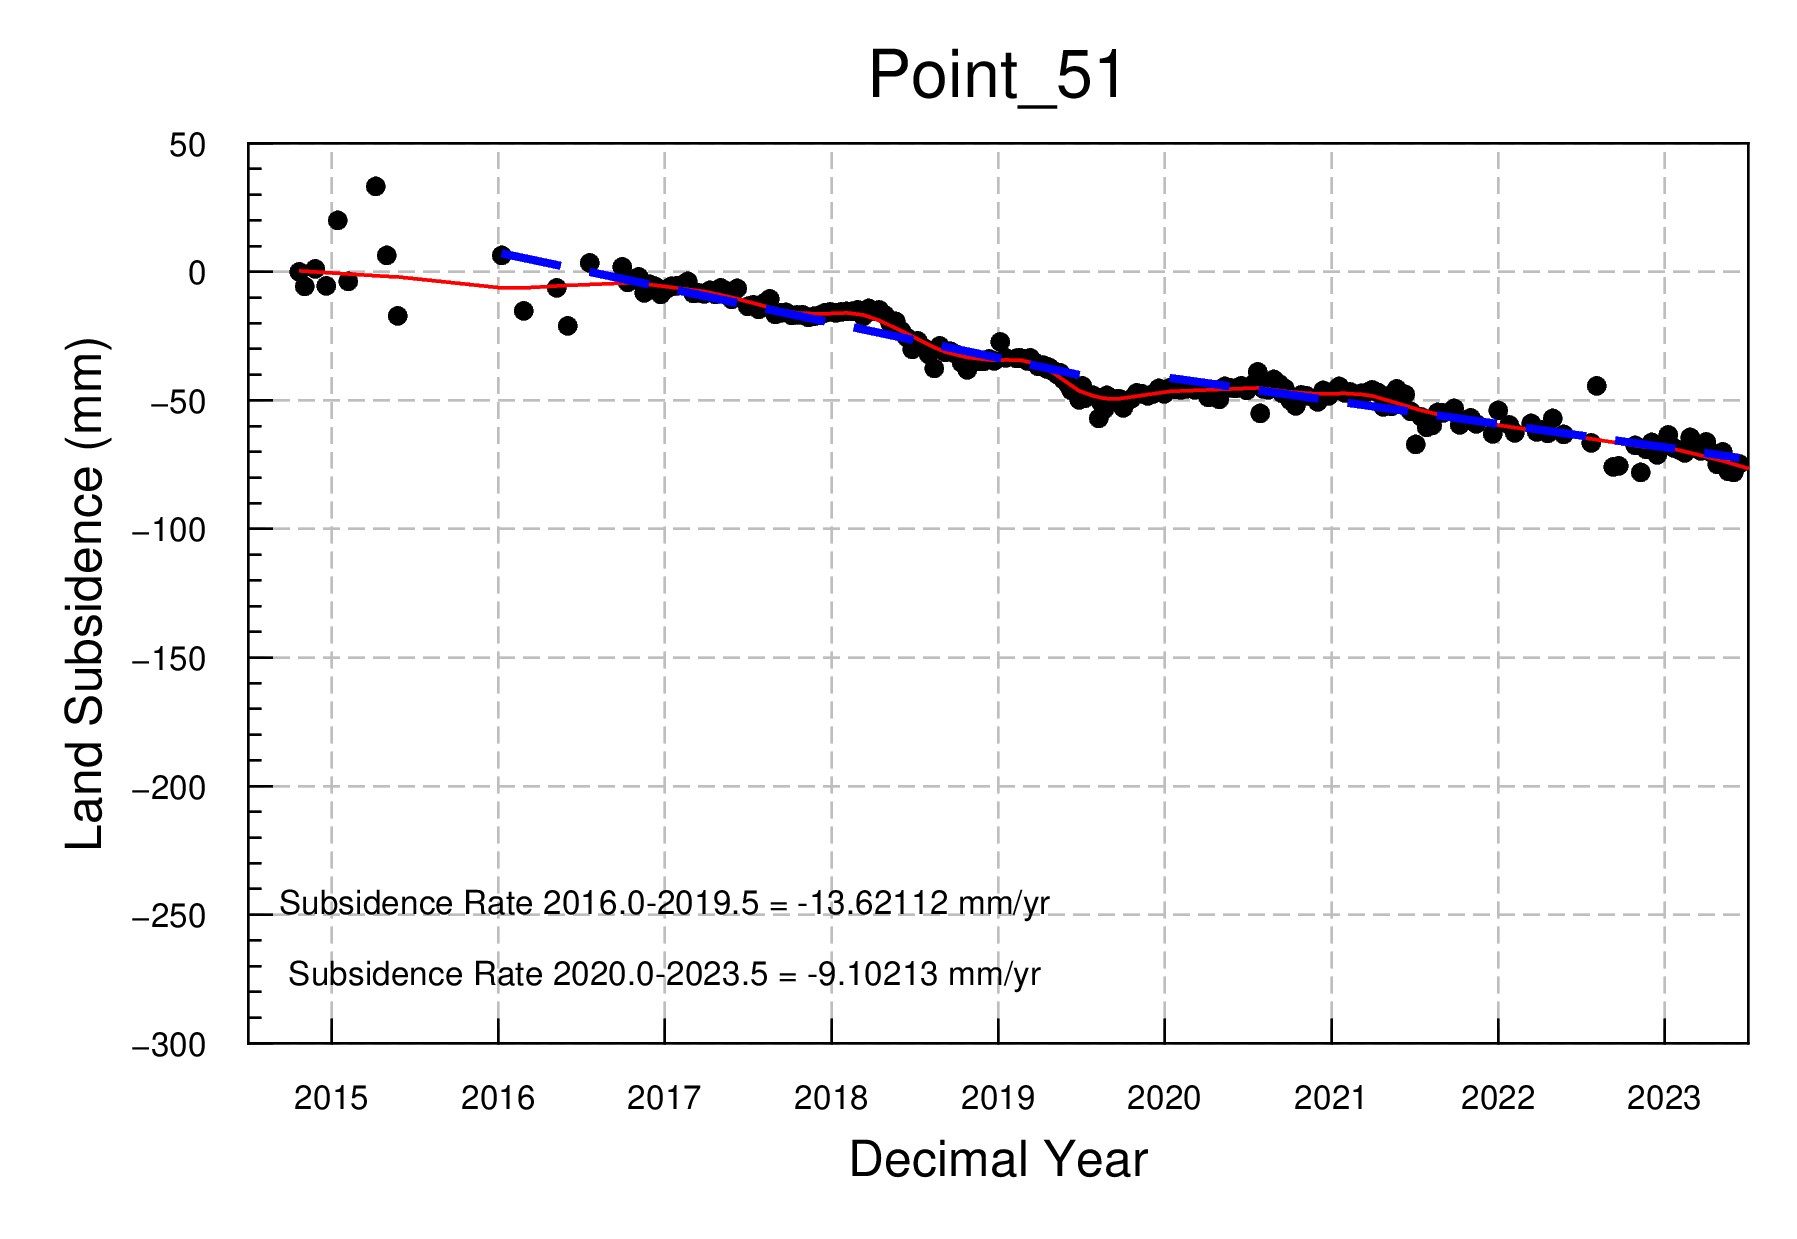 Point_51
50
0
−50
−100
−150
−200
−250
−300
Land Subsidence (mm)
Subsidence Rate 2016.0-2019.5 = -13.62112 mm/yr
Subsidence Rate 2020.0-2023.5 = -9.10213 mm/yr
2015 2016 2017 2018 2019 2020 2021 2022 2023
Decimal Year